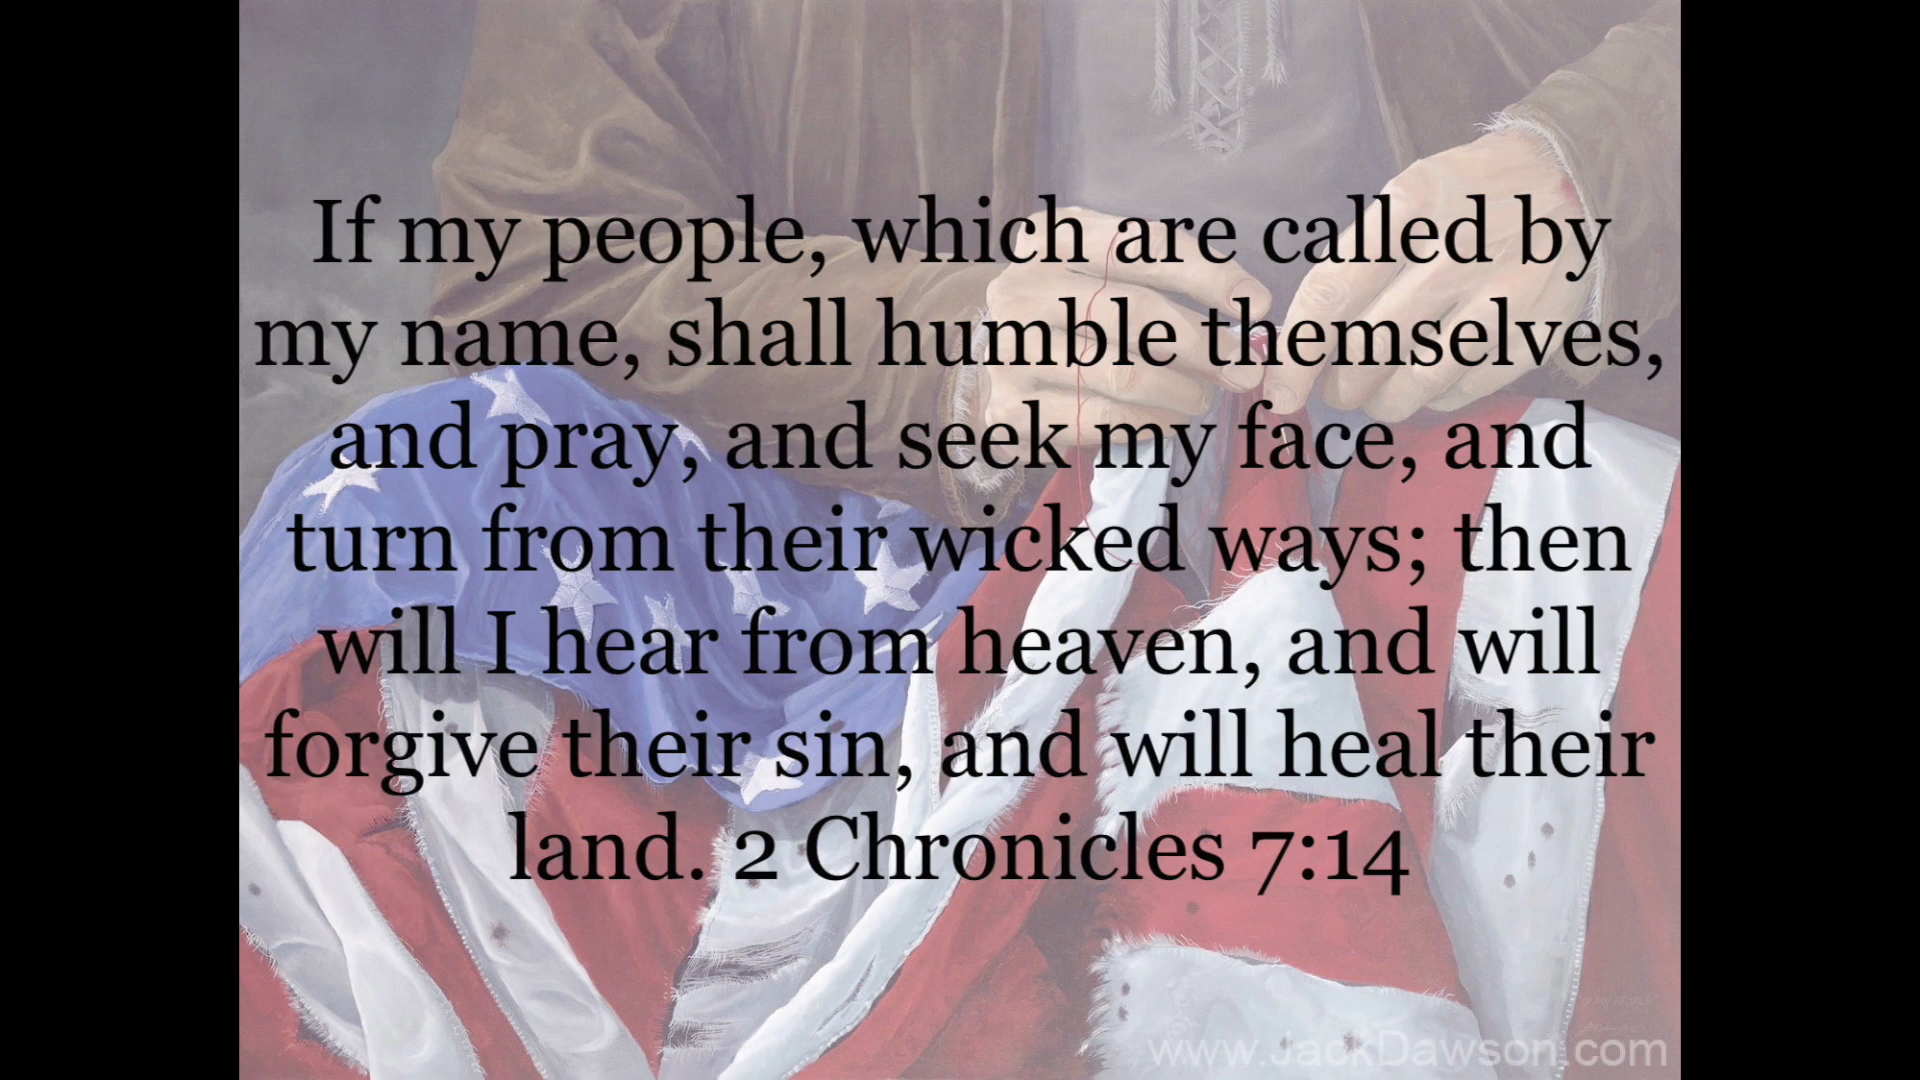 If my people, which are called by
my name, shall humble themselves,
and pray, and seek my face, and
turn from their wicked ways; then
will I hear from heaven, and will
forgive their sin, and will heal their
land. 2 Chronicles 7:14
www.JackDawson.com